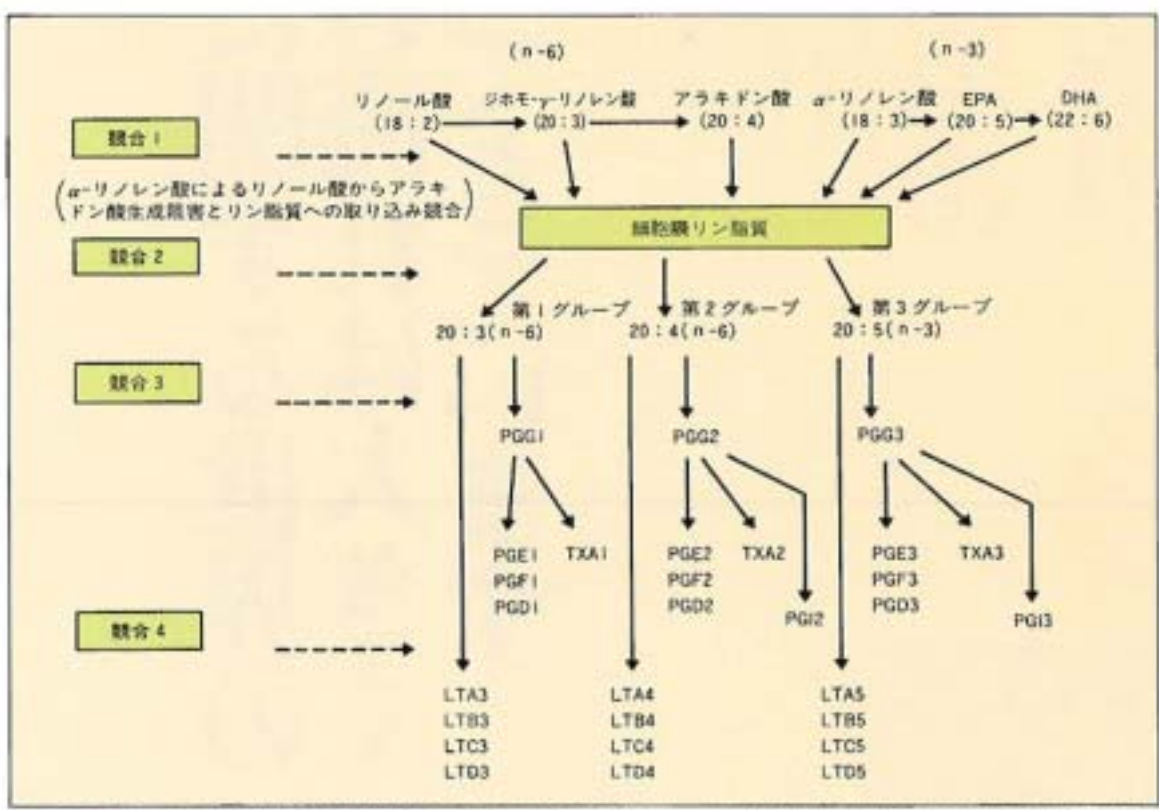 (n-6)
(n-3)
リノール酸 ジホモ-γ-リノレン酸 アラキドン酸 α-リノレン酸 EPA DHA
(18：2) (20：3) (20：4) (18：3) (20：5) (22：6)
競合1
(α-リノレン酸によるリノール酸からアラキ
ドン酸生成阻害とリン脂質への取り込み競合)
細胞膜リン脂質
競合2
第1グループ 第2グループ 第3グループ
20：3(n-6) 20：4(n-6) 20：5(n-3)
競合3
PGG1 PGG2 PGG3
PGE1 TXA1 PGE2 TXA2 PGE3 TXA3
PGF1 PGF2 PGF3
PGD1 PGD2 PGD3
PGI2 PGI3
競合4
LTA3 LTA4 LTA5
LTB3 LTB4 LTB5
LTC3 LTC4 LTC5
LTD3 LTD4 LTD5